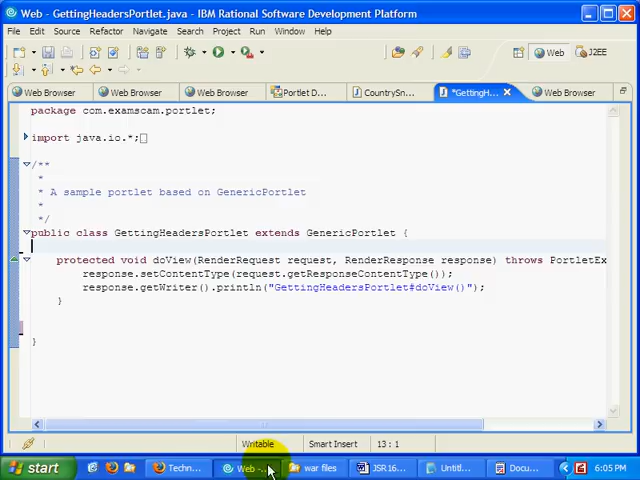 Web - GettingHeadersPortlet.java - IBM Rational Software Development Platform
File Edit Source Refactor Navigate Search Project Run Window Help
Web J2EE
Web Browser Web Browser Web Browser Portlet D... CountrySn... *GettingH... Web Browser
package com.examscam.portlet;
import java.io.*;
/**
*
* A sample portlet based on GenericPortlet
*
*/
public class GettingHeadersPortlet extends GenericPortlet {
protected void doView(RenderRequest request, RenderResponse response) throws PortletEx
response.setContentType(request.getResponseContentType());
response.getWriter().println("GettingHeadersPortlet#doView()");
}
}
Writable Smart Insert 13 : 1
start Techn... Web -... war files JSR16... Untitl... Docu... 6:05 PM